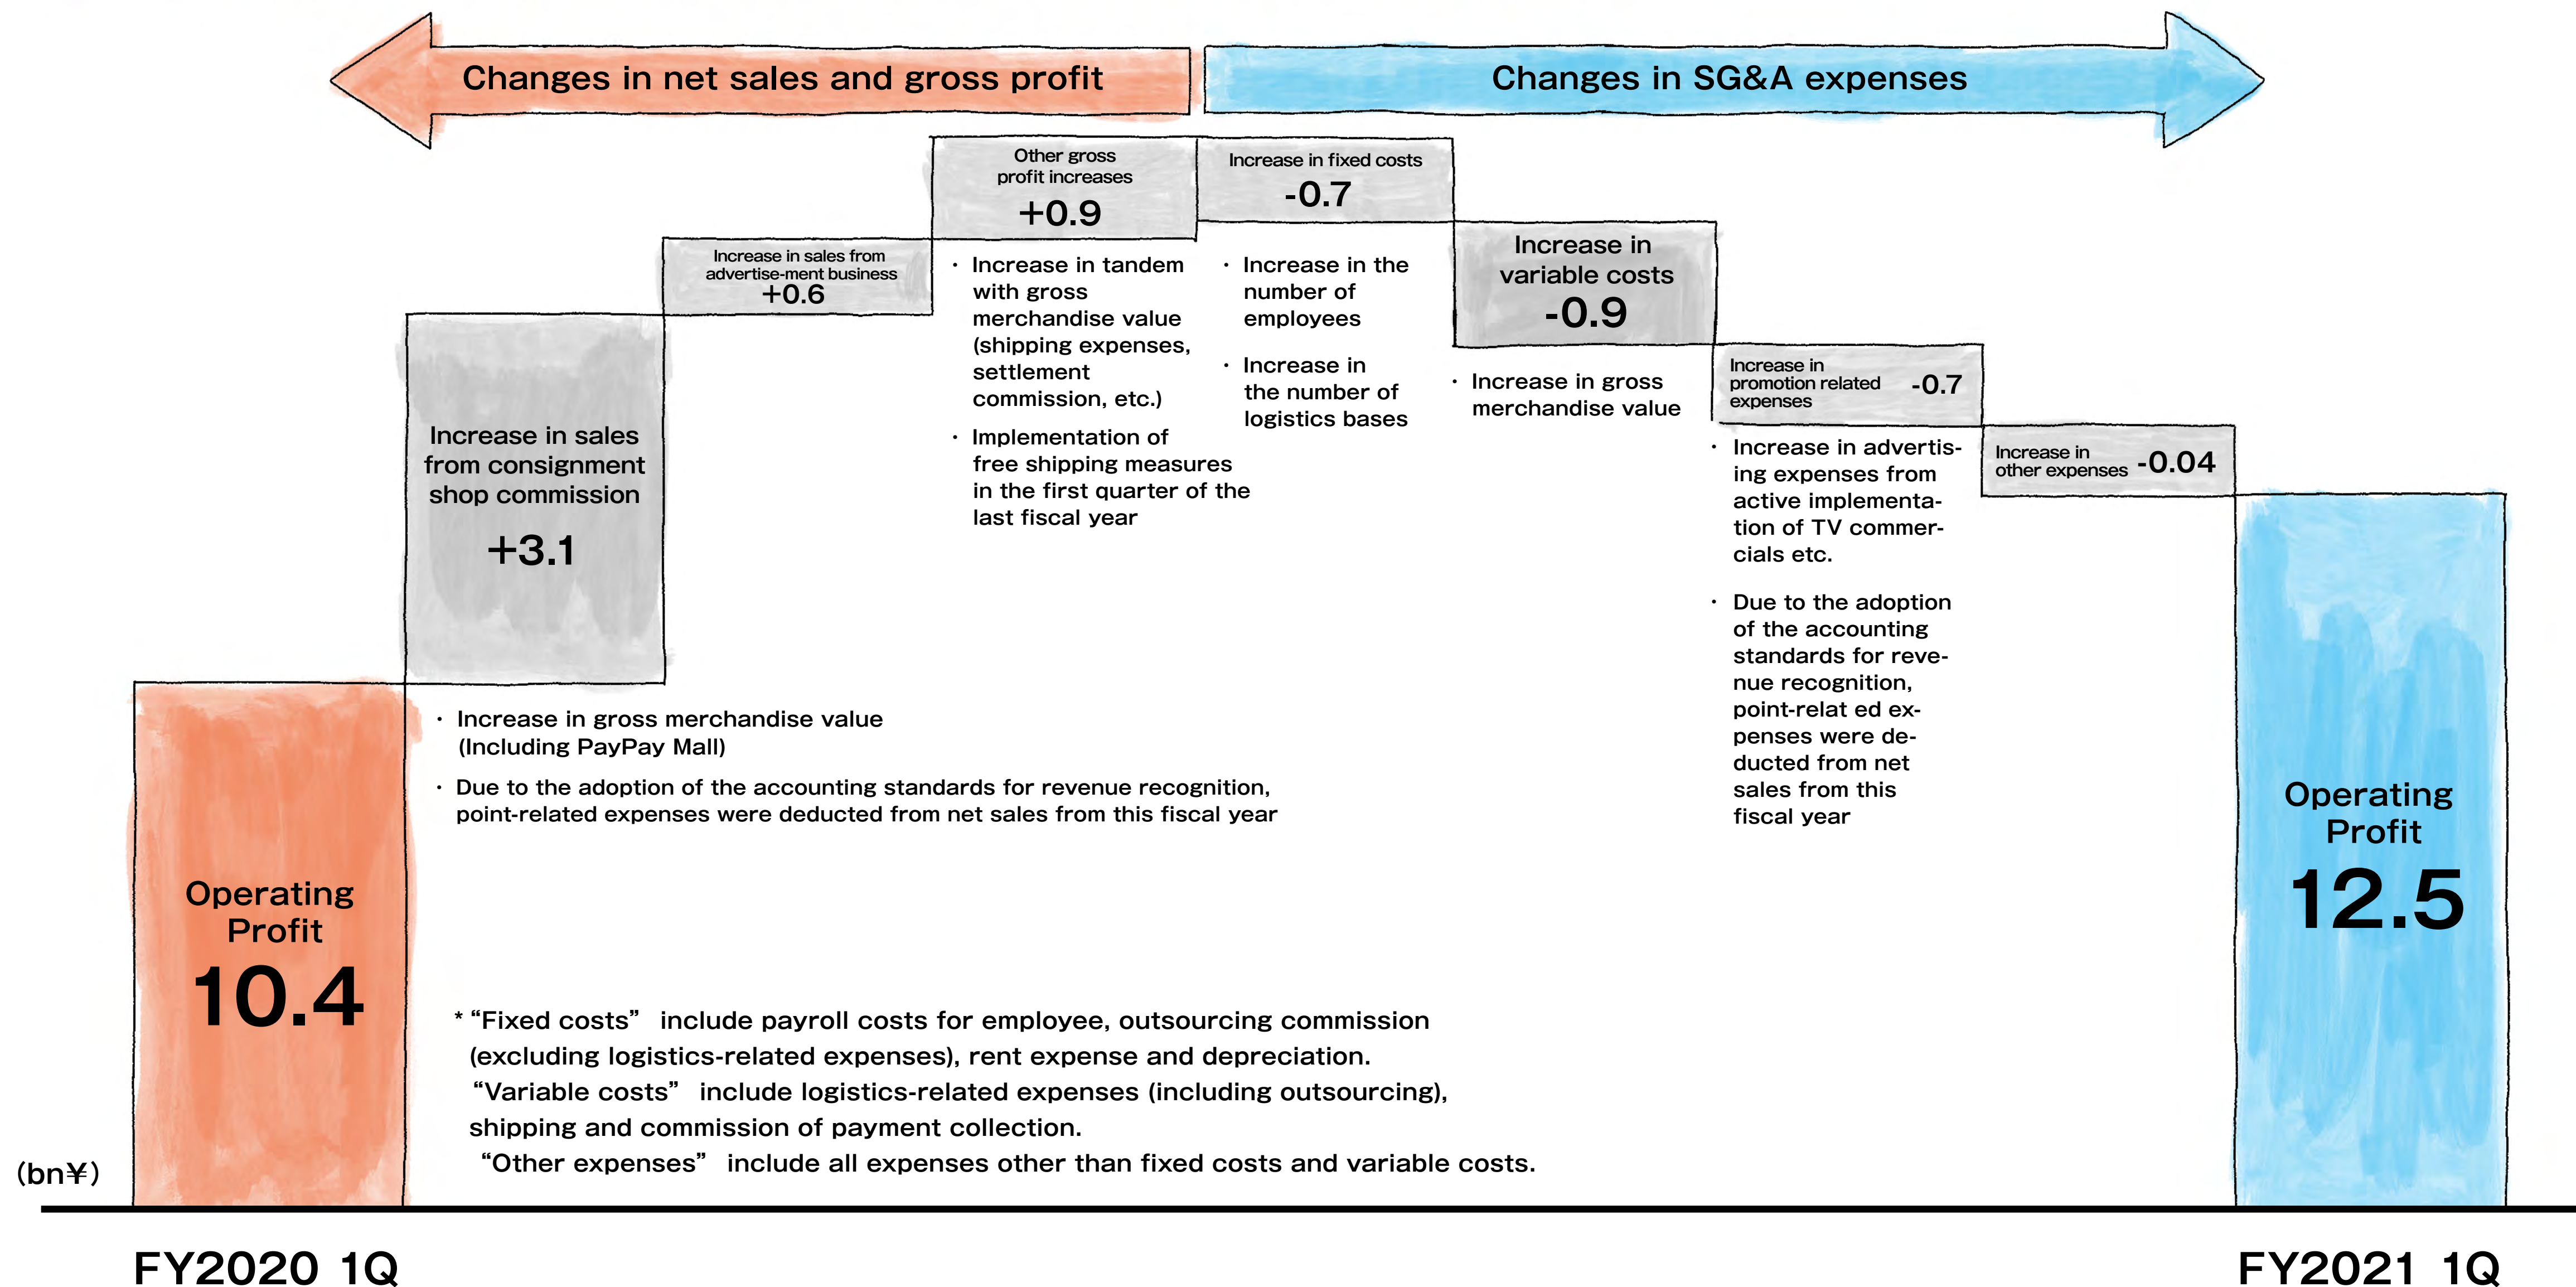 Changes in net sales and gross profit
Changes in SG&A expenses
Other gross
profit increases
+0.9
Increase in fixed costs
-0.7
Increase in sales from
advertise-ment business
+0.6
Increase in
variable costs
-0.9
・ Increase in tandem
with gross
merchandise value
(shipping expenses,
settlement
commission, etc.)
・ Implementation of
free shipping measures
in the first quarter of the
last fiscal year
・ Increase in the
number of
employees
・ Increase in
the number of
logistics bases
・ Increase in gross
merchandise value
Increase in
promotion related
expenses
-0.7
・ Increase in advertis-
ing expenses from
active implementa-
tion of TV commer-
cials etc.
・ Due to the adoption
of the accounting
standards for reve-
nue recognition,
point-relat ed ex-
penses were de-
ducted from net
sales from this
fiscal year
Increase in
other expenses
-0.04
Increase in sales
from consignment
shop commission
+3.1
・ Increase in gross merchandise value
(Including PayPay Mall)
・ Due to the adoption of the accounting standards for revenue recognition,
point-related expenses were deducted from net sales from this fiscal year
Operating
Profit
10.4
Operating
Profit
12.5
* “Fixed costs” include payroll costs for employee, outsourcing commission
(excluding logistics-related expenses), rent expense and depreciation.
“Variable costs” include logistics-related expenses (including outsourcing),
shipping and commission of payment collection.
“Other expenses” include all expenses other than fixed costs and variable costs.
(bn¥)
FY2020 1Q
FY2021 1Q